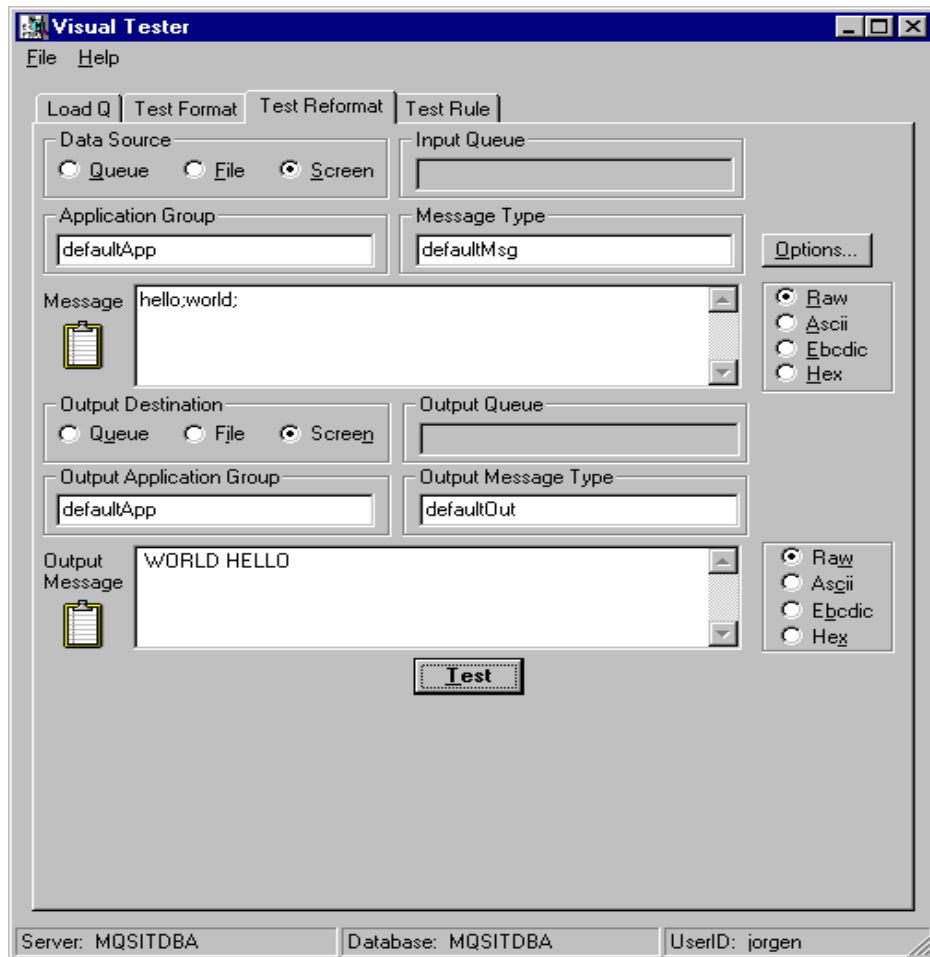 Visual Tester
File Help
Load Q Test Format Test Reformat Test Rule
Data Source Input Queue
Queue File Screen
Application Group Message Type
defaultApp defaultMsg Options...
Message hello;world;
Raw
Ascii
Ebcdic
Hex
Output Destination Output Queue
Queue File Screen
Output Application Group Output Message Type
defaultApp defaultOut
Output Message WORLD HELLO
Raw
Ascii
Ebcdic
Hex
Test
Server: MQSITDBA Database: MQSITDBA UserID: jorgen